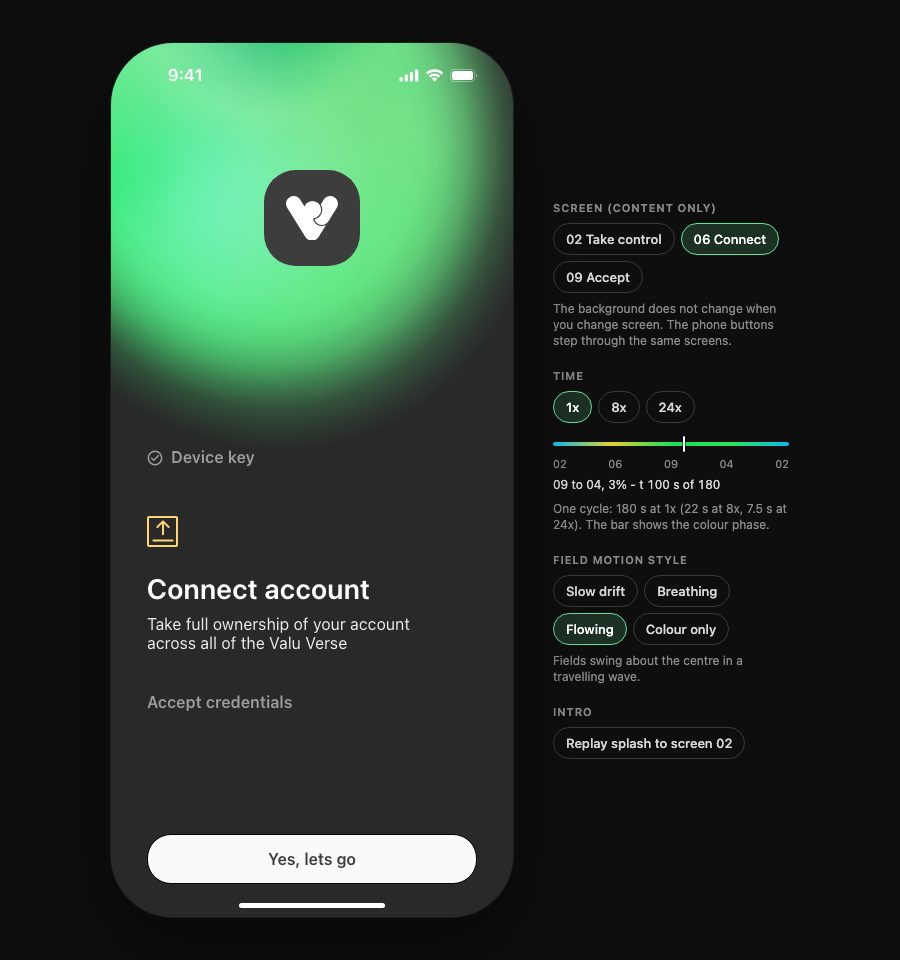 9:41
Device key
Connect account
Take full ownership of your account
across all of the Valu Verse
Accept credentials
Yes, lets go
SCREEN (CONTENT ONLY)
02 Take control
06 Connect
09 Accept
The background does not change when
you change screen. The phone buttons
step through the same screens.
TIME
1x
8x
24x
02 06 09 04 02
09 to 04, 3% - t 100 s of 180
One cycle: 180 s at 1x (22 s at 8x, 7.5 s at
24x). The bar shows the colour phase.
FIELD MOTION STYLE
Slow drift
Breathing
Flowing
Colour only
Fields swing about the centre in a
travelling wave.
INTRO
Replay splash to screen 02